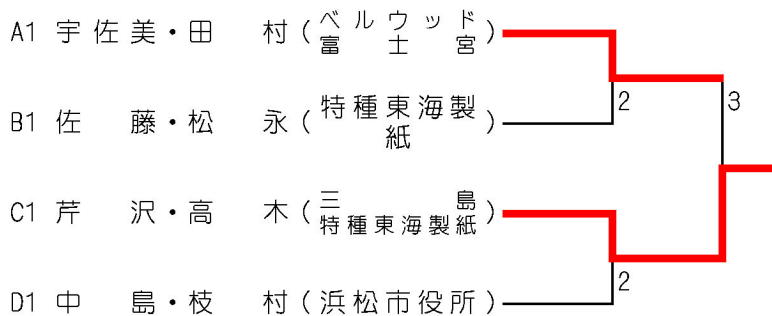 A1 宇佐美・田村(ベルウッド富士宮)
2
3
B1 佐藤・松永(特種東海製紙)
C1 芹沢・高木(三島特種東海製紙)
2
D1 中島・枝村(浜松市役所)